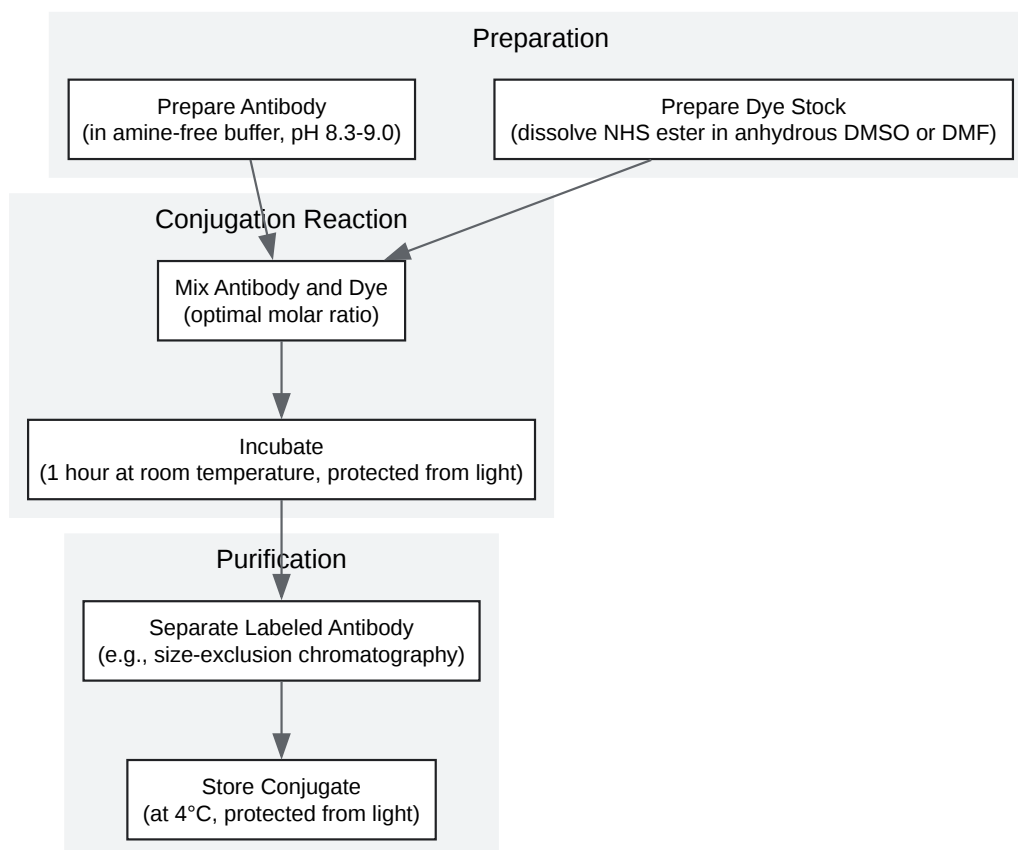 Preparation
Prepare Antibody
(in amine-free buffer, pH 8.3-9.0)
Prepare Dye Stock
(dissolve NHS ester in anhydrous DMSO or DMF)
Conjugation Reaction
Mix Antibody and Dye
(optimal molar ratio)
Incubate
(1 hour at room temperature, protected from light)
Purification
Separate Labeled Antibody
(e.g., size-exclusion chromatography)
Store Conjugate
(at 4°C, protected from light)